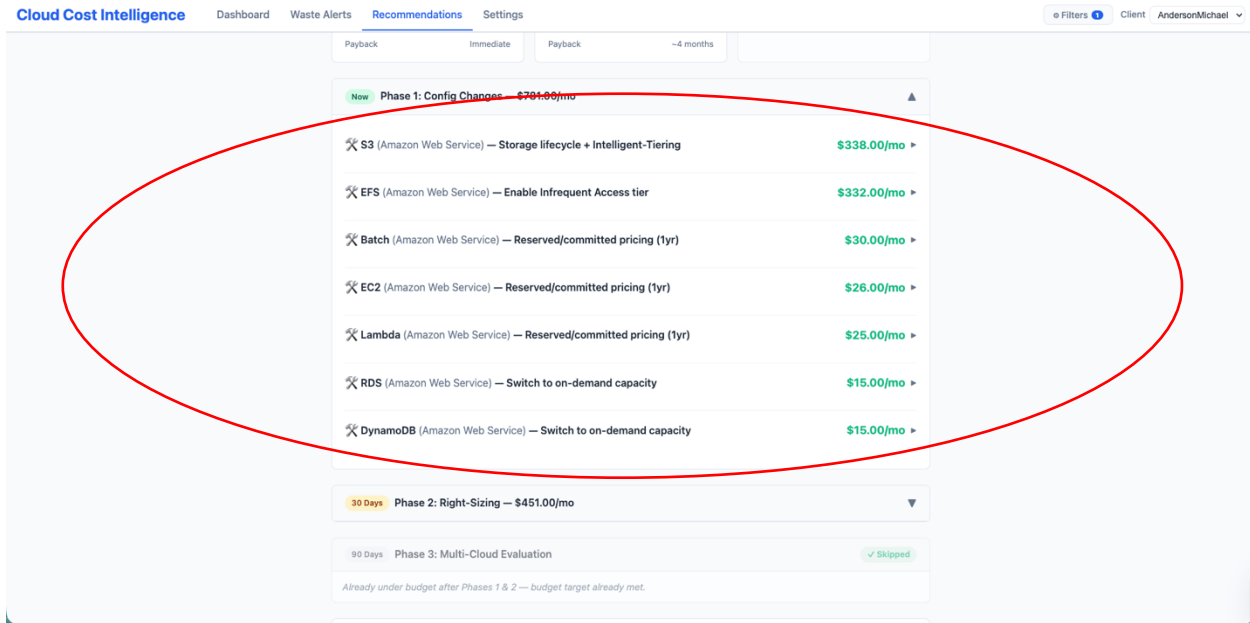 Cloud Cost Intelligence Dashboard Waste Alerts Recommendations Settings Filters 1 Client AndersonMichael
Payback Immediate Payback ~4 months
Now Phase 1: Config Changes — $781.00/mo
S3 (Amazon Web Service) — Storage lifecycle + Intelligent-Tiering $338.00/mo
EFS (Amazon Web Service) — Enable Infrequent Access tier $332.00/mo
Batch (Amazon Web Service) — Reserved/committed pricing (1yr) $30.00/mo
EC2 (Amazon Web Service) — Reserved/committed pricing (1yr) $26.00/mo
Lambda (Amazon Web Service) — Reserved/committed pricing (1yr) $25.00/mo
RDS (Amazon Web Service) — Switch to on-demand capacity $15.00/mo
DynamoDB (Amazon Web Service) — Switch to on-demand capacity $15.00/mo
30 Days Phase 2: Right-Sizing — $451.00/mo
90 Days Phase 3: Multi-Cloud Evaluation ✓ Skipped
Already under budget after Phases 1 & 2 — budget target already met.